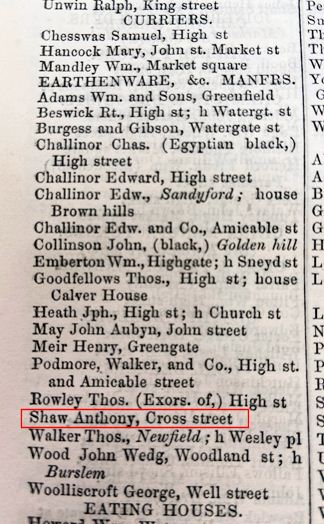 Unwin Ralph, King street
CURRIERS.
Chesswas Samuel, High st
Hancock Mary, John st. Market st
Mandley Wm., Market square
EARTHENWARE, &c. MANFRS.
Adams Wm. and Sons, Greenfield
Beswick Rt., High st; h Watergt. st
Burgess and Gibson, Watergate st
Challinor Chas. (Egyptian black,)
High street
Challinor Edward, High street
Challinor Edw., Sandyford; house
Brown hills
Challinor Edw. and Co., Amicable st
Collinson John, (black,) Golden hill
Emberton Wm., Highgate; h Sneyd st
Goodfellows Thos., High st; house
Calver House
Heath Jph., High st; h Church st
May John Aubyn, John street
Meir Henry, Greengate
Podmore, Walker, and Co., High st.
and Amicable street
Rowley Thos. (Exors. of,) High st
Shaw Anthony, Cross street
Walker Thos., Newfield; h Wesley pl
Wood John Wedg, Woodland st; h
Burslem
Woolliscroft George, Well street
EATING HOUSES.